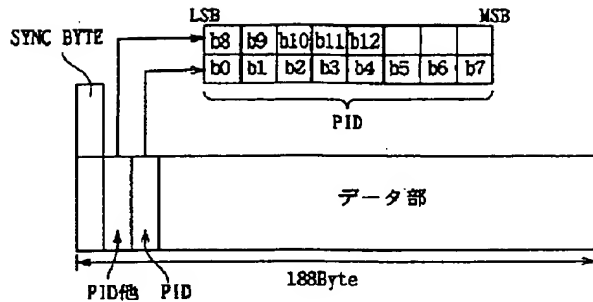 LSB MSB
SYNC BYTE
b8 b9 b10 b11 b12
b0 b1 b2 b3 b4 b5 b6 b7
PID
データ部
188Byte
PID他 PID